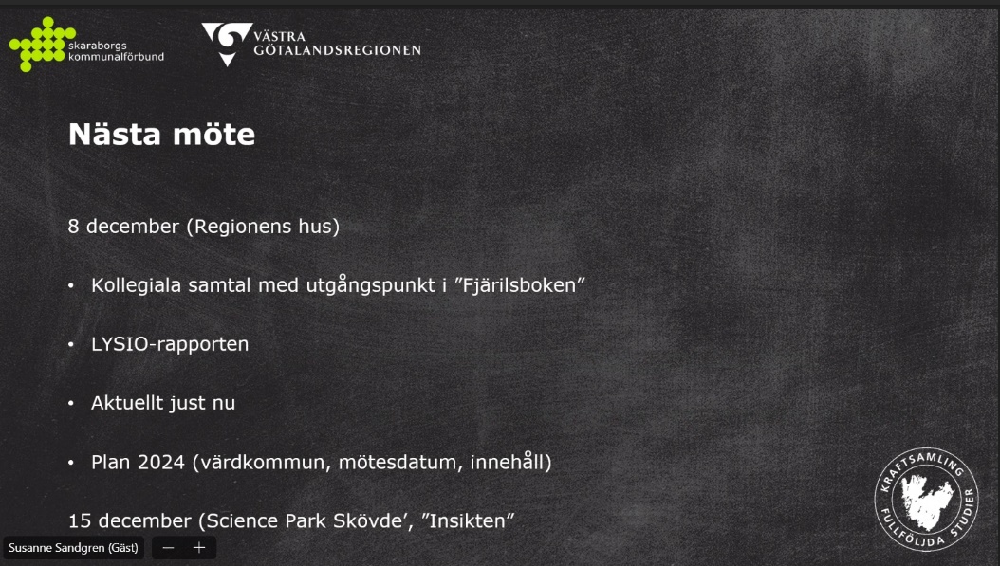 skaraborgs
kommunalförbund
VÄSTRA
GÖTALANDSREGIONEN
Nästa möte
8 december (Regionens hus)
• Kollegiala samtal med utgångspunkt i ”Fjärilsboken”
• LYSIO-rapporten
• Aktuellt just nu
• Plan 2024 (värdkommun, mötesdatum, innehåll)
15 december (Science Park Skövde’, ”Insikten”
KRAFTSAMLING
FULLFÖLJDA STUDIER
Susanne Sandgren (Gäst)